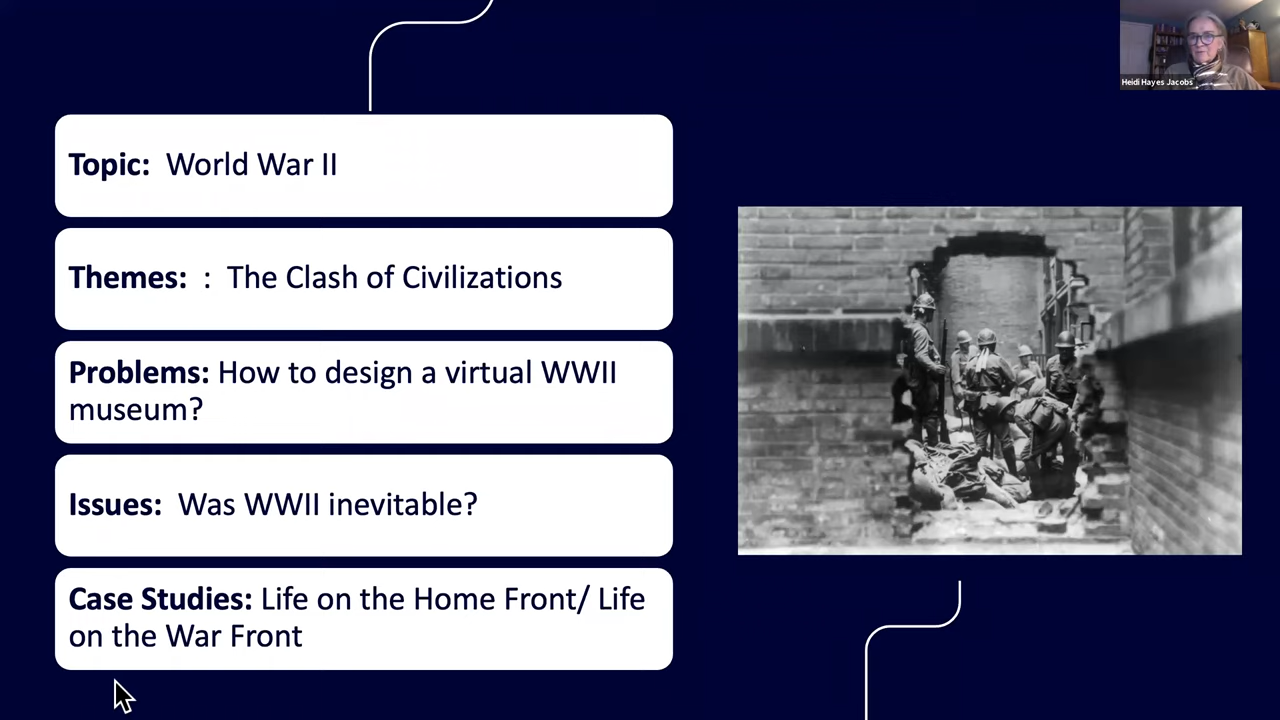 Heidi Hayes Jacobs
Topic: World War II
Themes: : The Clash of Civilizations
Problems: How to design a virtual WWII
museum?
Issues: Was WWII inevitable?
Case Studies: Life on the Home Front/ Life
on the War Front